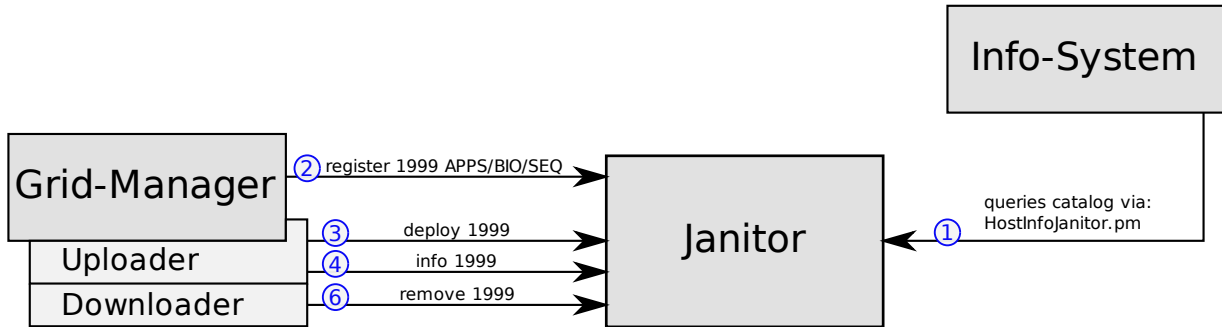 Info-System
Grid-Manager
2 register 1999 APPS/BIO/SEQ
Janitor
1
queries catalog via:
HostInfoJanitor.pm
3 deploy 1999
Uploader
4 info 1999
Downloader
6 remove 1999